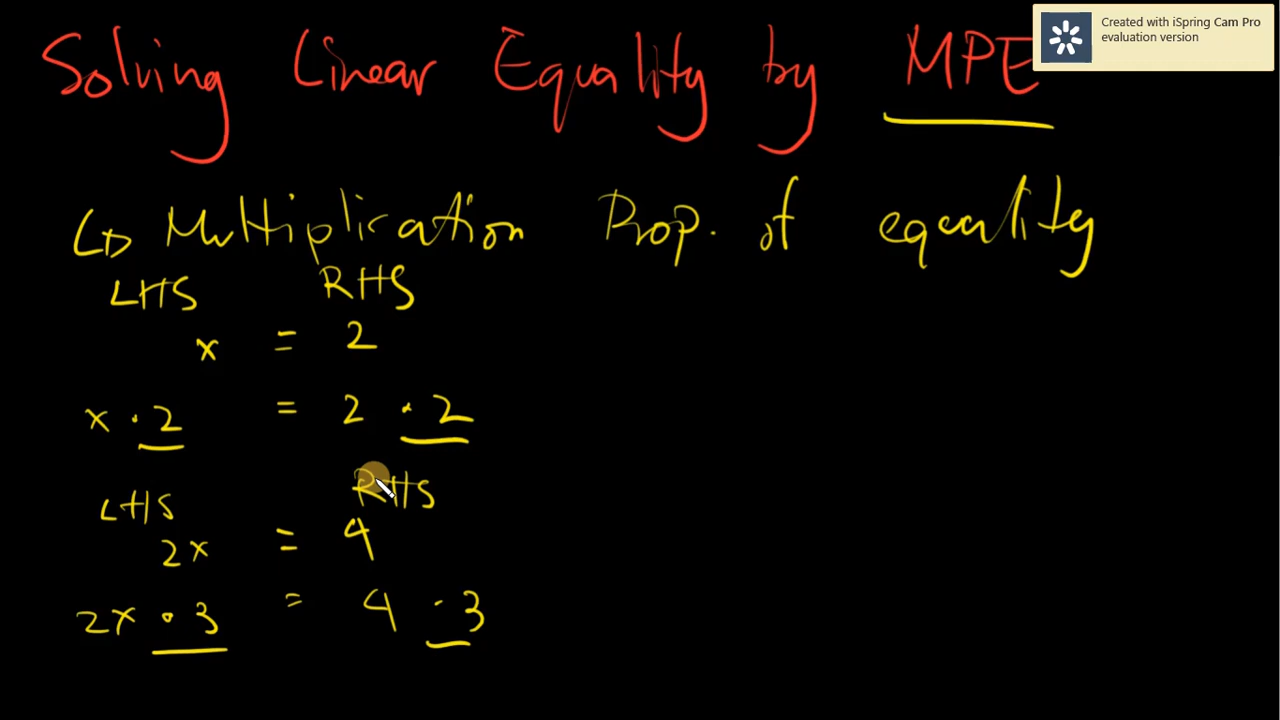 Created with iSpring Cam Pro
evaluation version
Solving Linear Equality by MPE
↳ Multiplication Prop. of equality
LHS RHS
x = 2
x · 2 = 2 · 2
LHS RHS
2x = 4
2x · 3 = 4 · 3